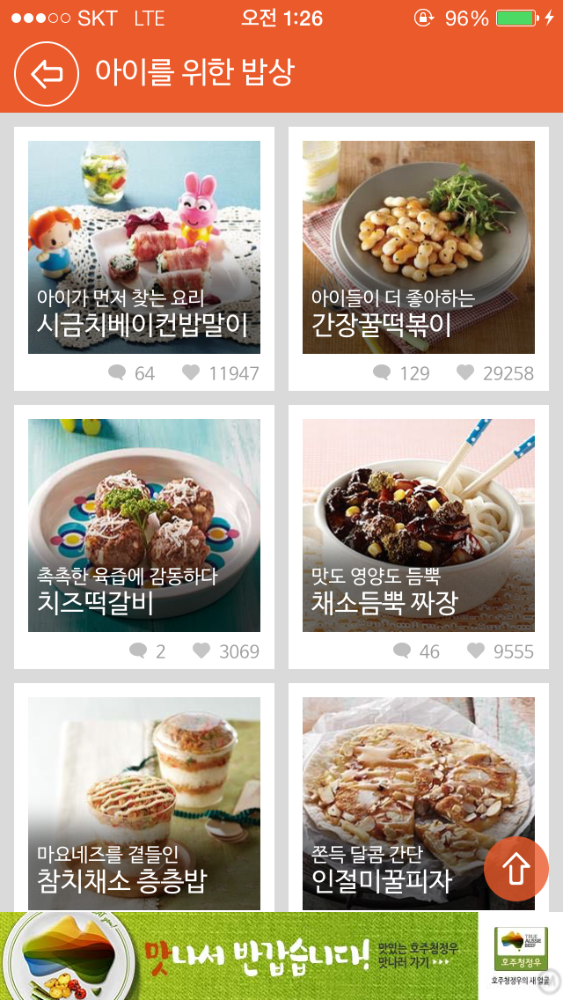 SKT LTE 오전 1:26 96%
아이를 위한 밥상
아이가 먼저 찾는 요리
시금치베이컨밥말이
64 11947
아이들이 더 좋아하는
간장꿀떡볶이
129 29258
촉촉한 육즙에 감동하다
치즈떡갈비
2 3069
맛도 영양도 듬뿍
채소듬뿍 짜장
46 9555
마요네즈를 곁들인
참치채소 층층밥
쫀득 달콤 간단
인절미꿀피자
맛나서 반갑습니다!
맛있는 호주청정우
맛나러 가기
TRUE
AUSSIE
BEEF
호주청정우
호주청정우의 새 얼굴